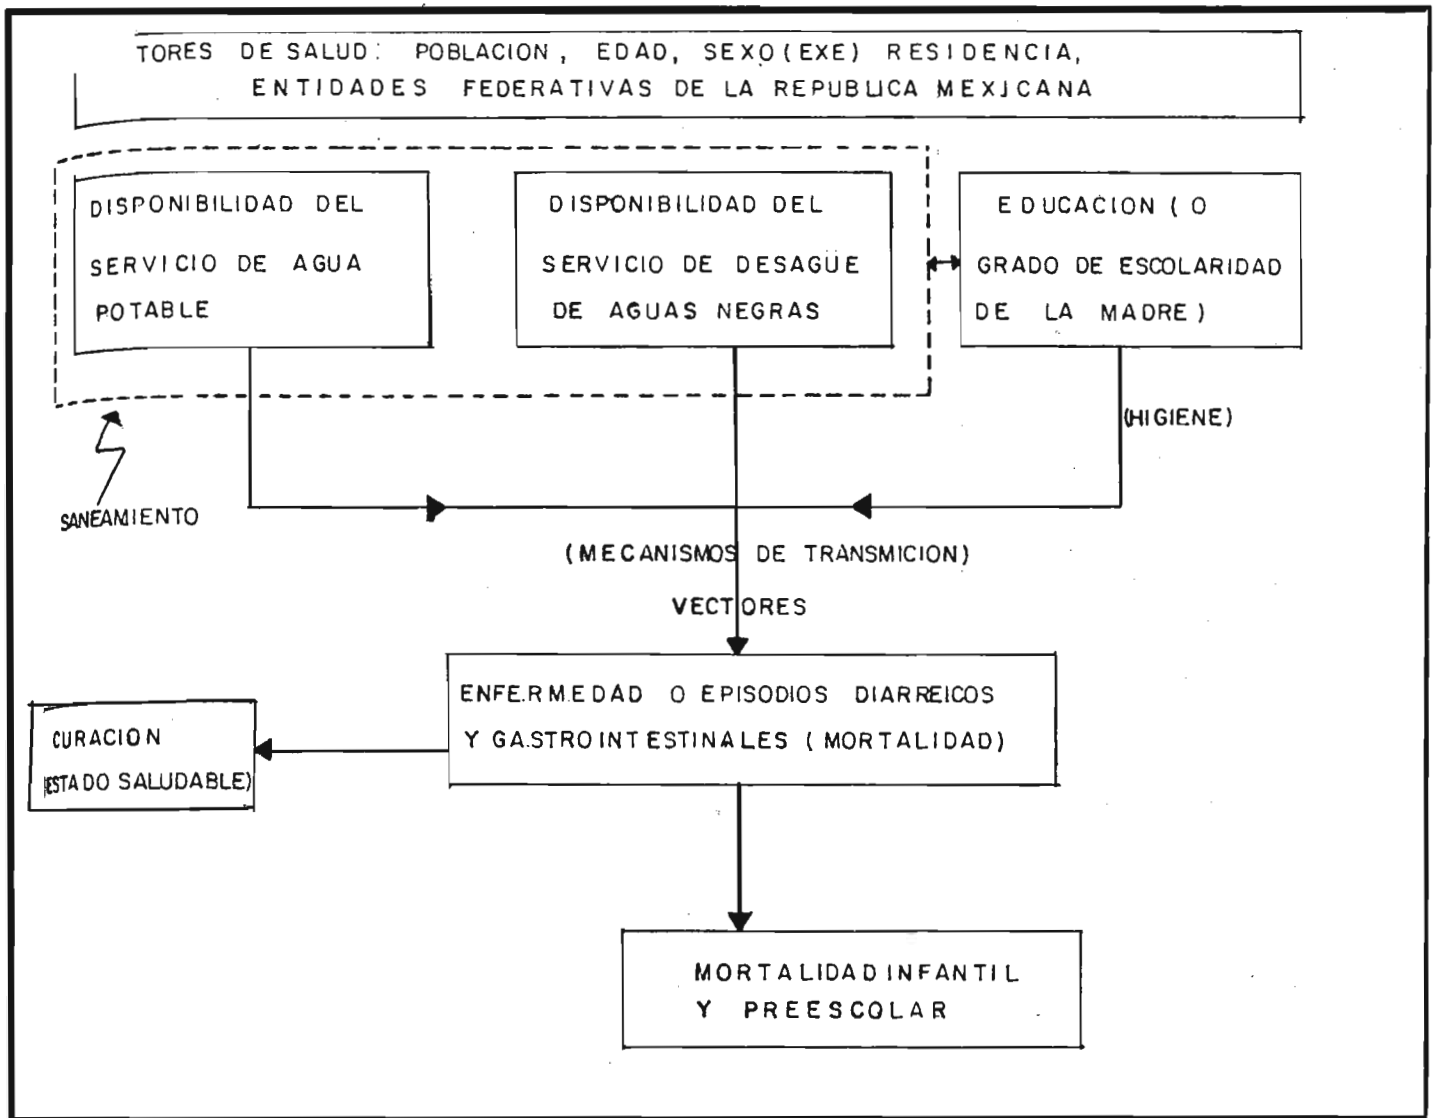 TORES DE SALUD: POBLACION, EDAD, SEXO (EXE) RESIDENCIA,
ENTIDADES FEDERATIVAS DE LA REPUBLICA MEXICANA
DISPONIBILIDAD DEL
SERVICIO DE AGUA
POTABLE
DISPONIBILIDAD DEL
SERVICIO DE DESAGÜE
DE AGUAS NEGRAS
EDUCACION ( O
GRADO DE ESCOLARIDAD
DE LA MADRE )
(HIGIENE)
SANEAMIENTO
(MECANISMOS DE TRANSMICION)
VECTORES
ENFERMEDAD O EPISODIOS DIARREICOS
Y GASTROINTESTINALES ( MORTALIDAD)
CURACION
(ESTADO SALUDABLE)
MORTALIDAD INFANTIL
Y PREESCOLAR